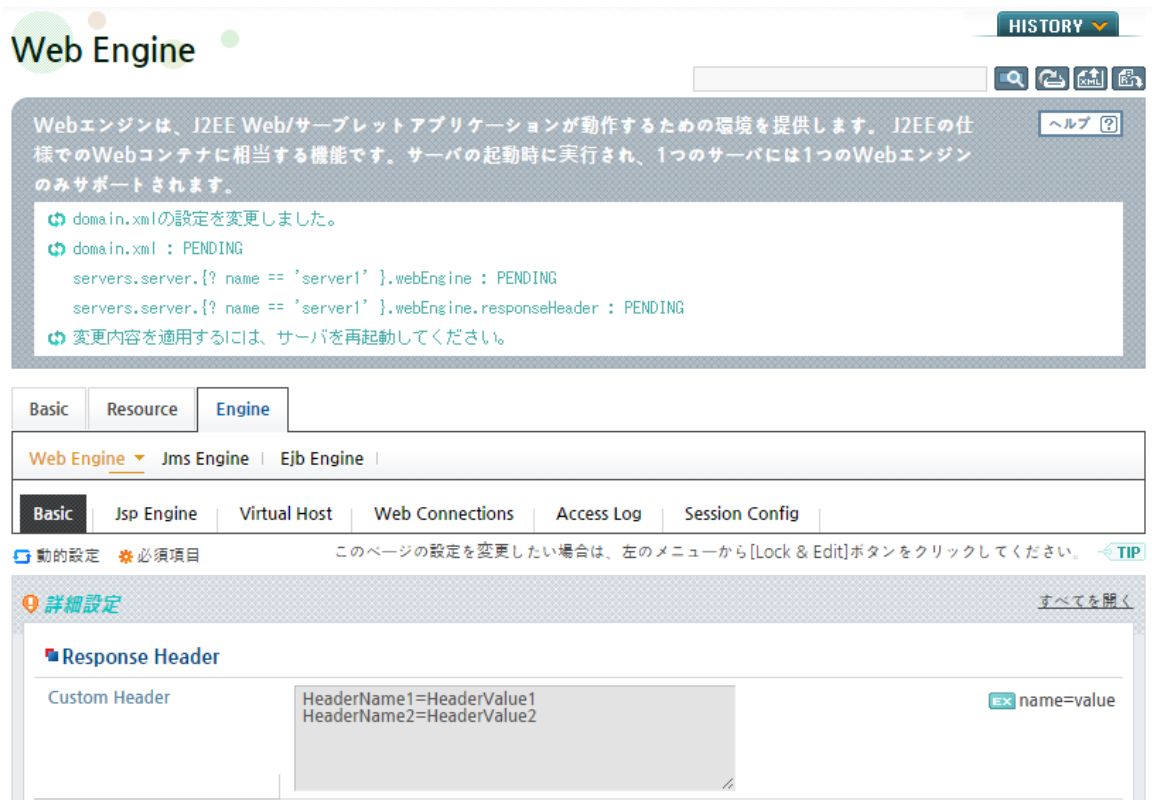 HISTORY
Web Engine
XML
Webエンジンは、J2EE Web/サーブレットアプリケーションが動作するための環境を提供します。 J2EEの仕
様でのWebコンテナに相当する機能です。サーバの起動時に実行され、1つのサーバには1つのWebエンジン
のみサポートされます。
ヘルプ ?
domain.xmlの設定を変更しました。
domain.xml : PENDING
servers.server.{? name == 'server1' }.webEngine : PENDING
servers.server.{? name == 'server1' }.webEngine.responseHeader : PENDING
変更内容を適用するには、サーバを再起動してください。
Basic Resource Engine
Web Engine Jms Engine Ejb Engine
Basic Jsp Engine Virtual Host Web Connections Access Log Session Config
動的設定 必須項目 このページの設定を変更したい場合は、左のメニューから[Lock & Edit]ボタンをクリックしてください。 TIP
詳細設定 すべてを開く
Response Header
Custom Header
HeaderName1=HeaderValue1
HeaderName2=HeaderValue2
EX name=value